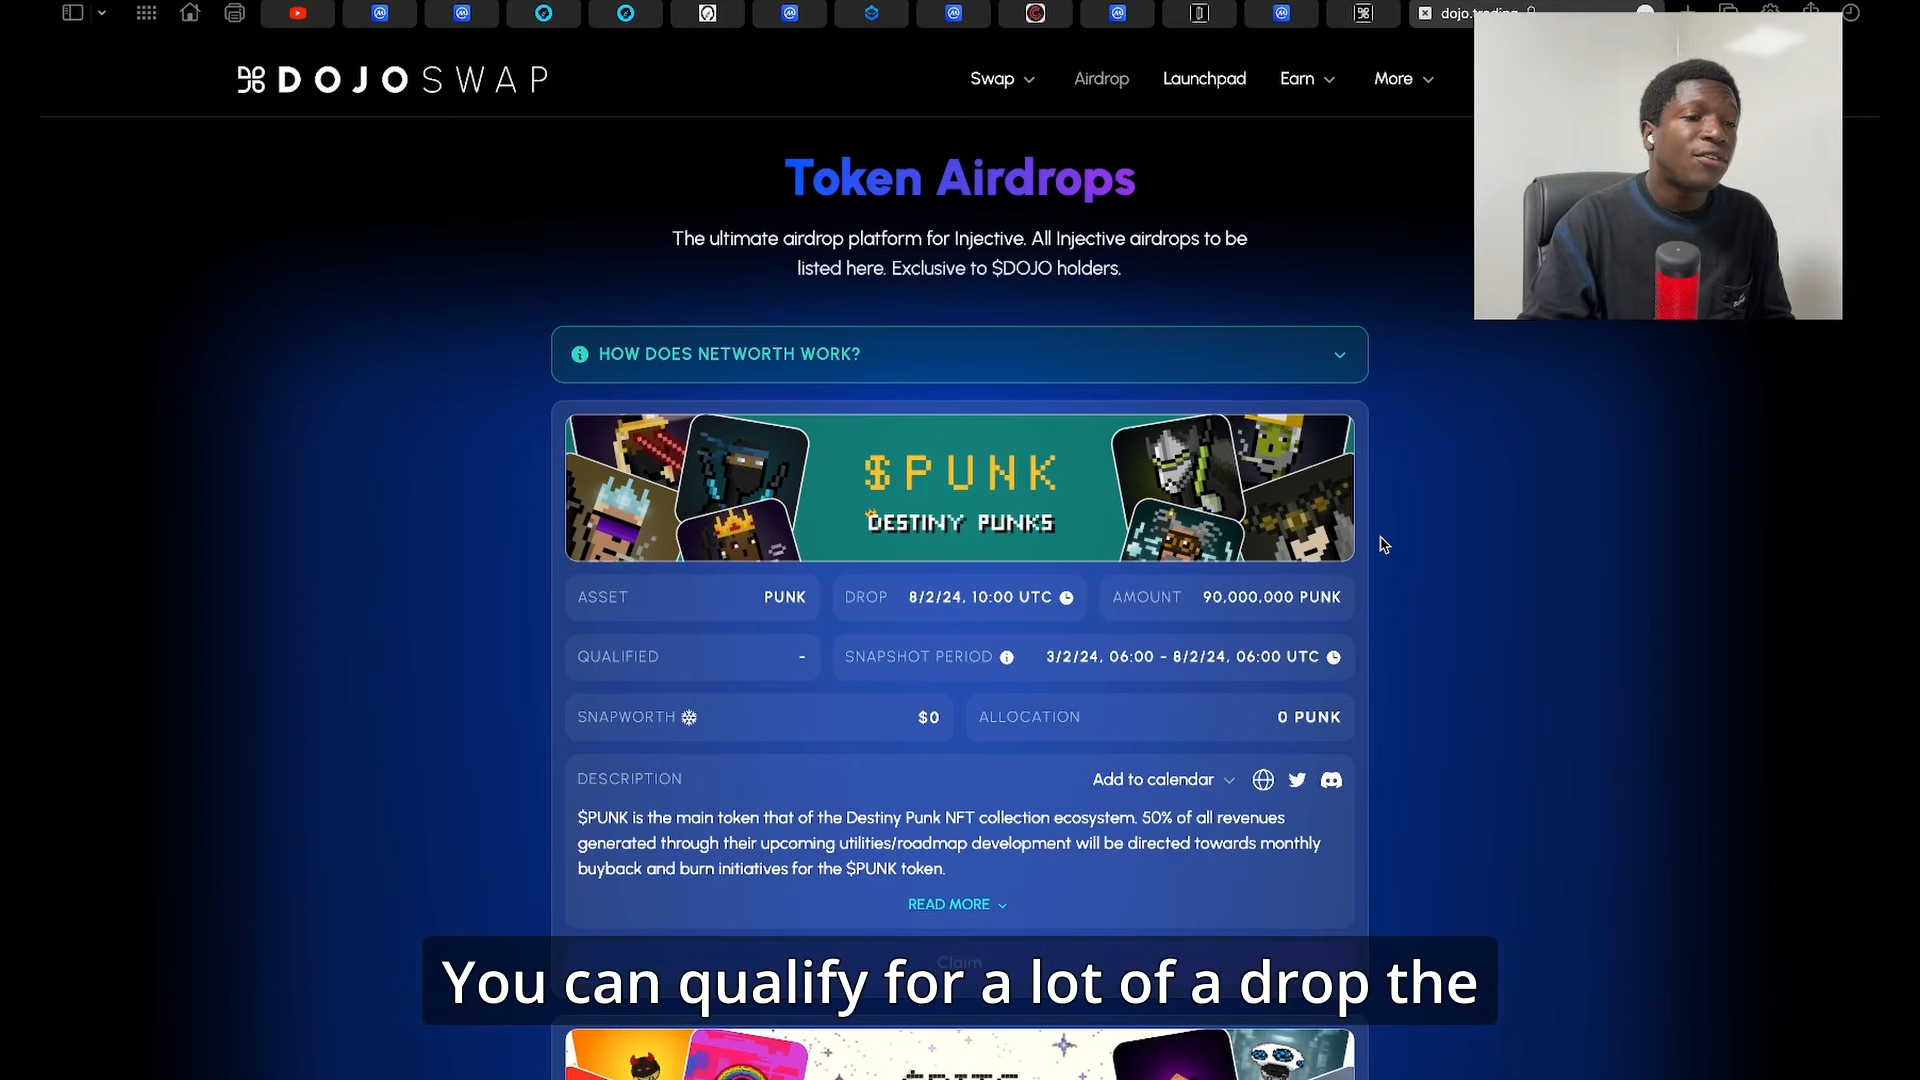 dojo.trading
DOJOSWAP
Swap
Airdrop
Launchpad
Earn
More
Token Airdrops
The ultimate airdrop platform for Injective. All Injective airdrops to be
listed here. Exclusive to $DOJO holders.
HOW DOES NETWORTH WORK?
$PUNK
DESTINY PUNKS
ASSET PUNK
DROP 8/2/24, 10:00 UTC
AMOUNT 90,000,000 PUNK
QUALIFIED -
SNAPSHOT PERIOD 3/2/24, 06:00 - 8/2/24, 06:00 UTC
SNAPWORTH $0
ALLOCATION 0 PUNK
DESCRIPTION
Add to calendar
$PUNK is the main token that of the Destiny Punk NFT collection ecosystem. 50% of all revenues
generated through their upcoming utilities/roadmap development will be directed towards monthly
buyback and burn initiatives for the $PUNK token.
READ MORE
Claim
You can qualify for a lot of a drop the